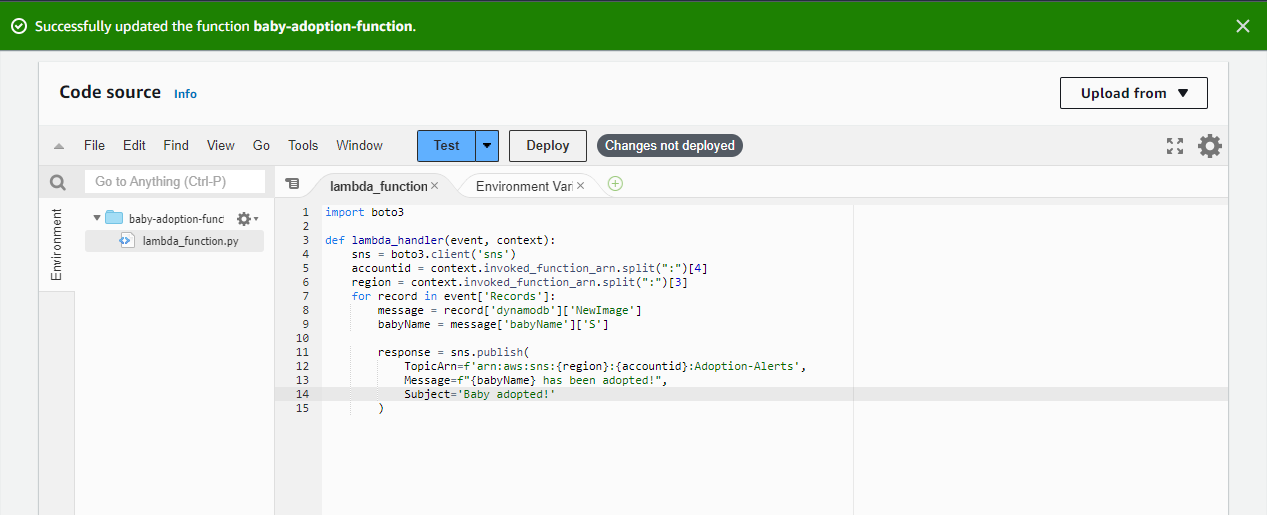 Successfully updated the function baby-adoption-function.
Code source Info
Upload from
File Edit Find View Go Tools Window Test Deploy Changes not deployed
Go to Anything (Ctrl-P)
lambda_function Environment Vari
Environment
baby-adoption-funct
lambda_function.py
1 import boto3
2
3 def lambda_handler(event, context):
4 sns = boto3.client('sns')
5 accountid = context.invoked_function_arn.split(":")[4]
6 region = context.invoked_function_arn.split(":")[3]
7 for record in event['Records']:
8 message = record['dynamodb']['NewImage']
9 babyName = message['babyName']['S']
10
11 response = sns.publish(
12 TopicArn=f'arn:aws:sns:{region}:{accountid}:Adoption-Alerts',
13 Message=f"{babyName} has been adopted!",
14 Subject='Baby adopted!'
15 )